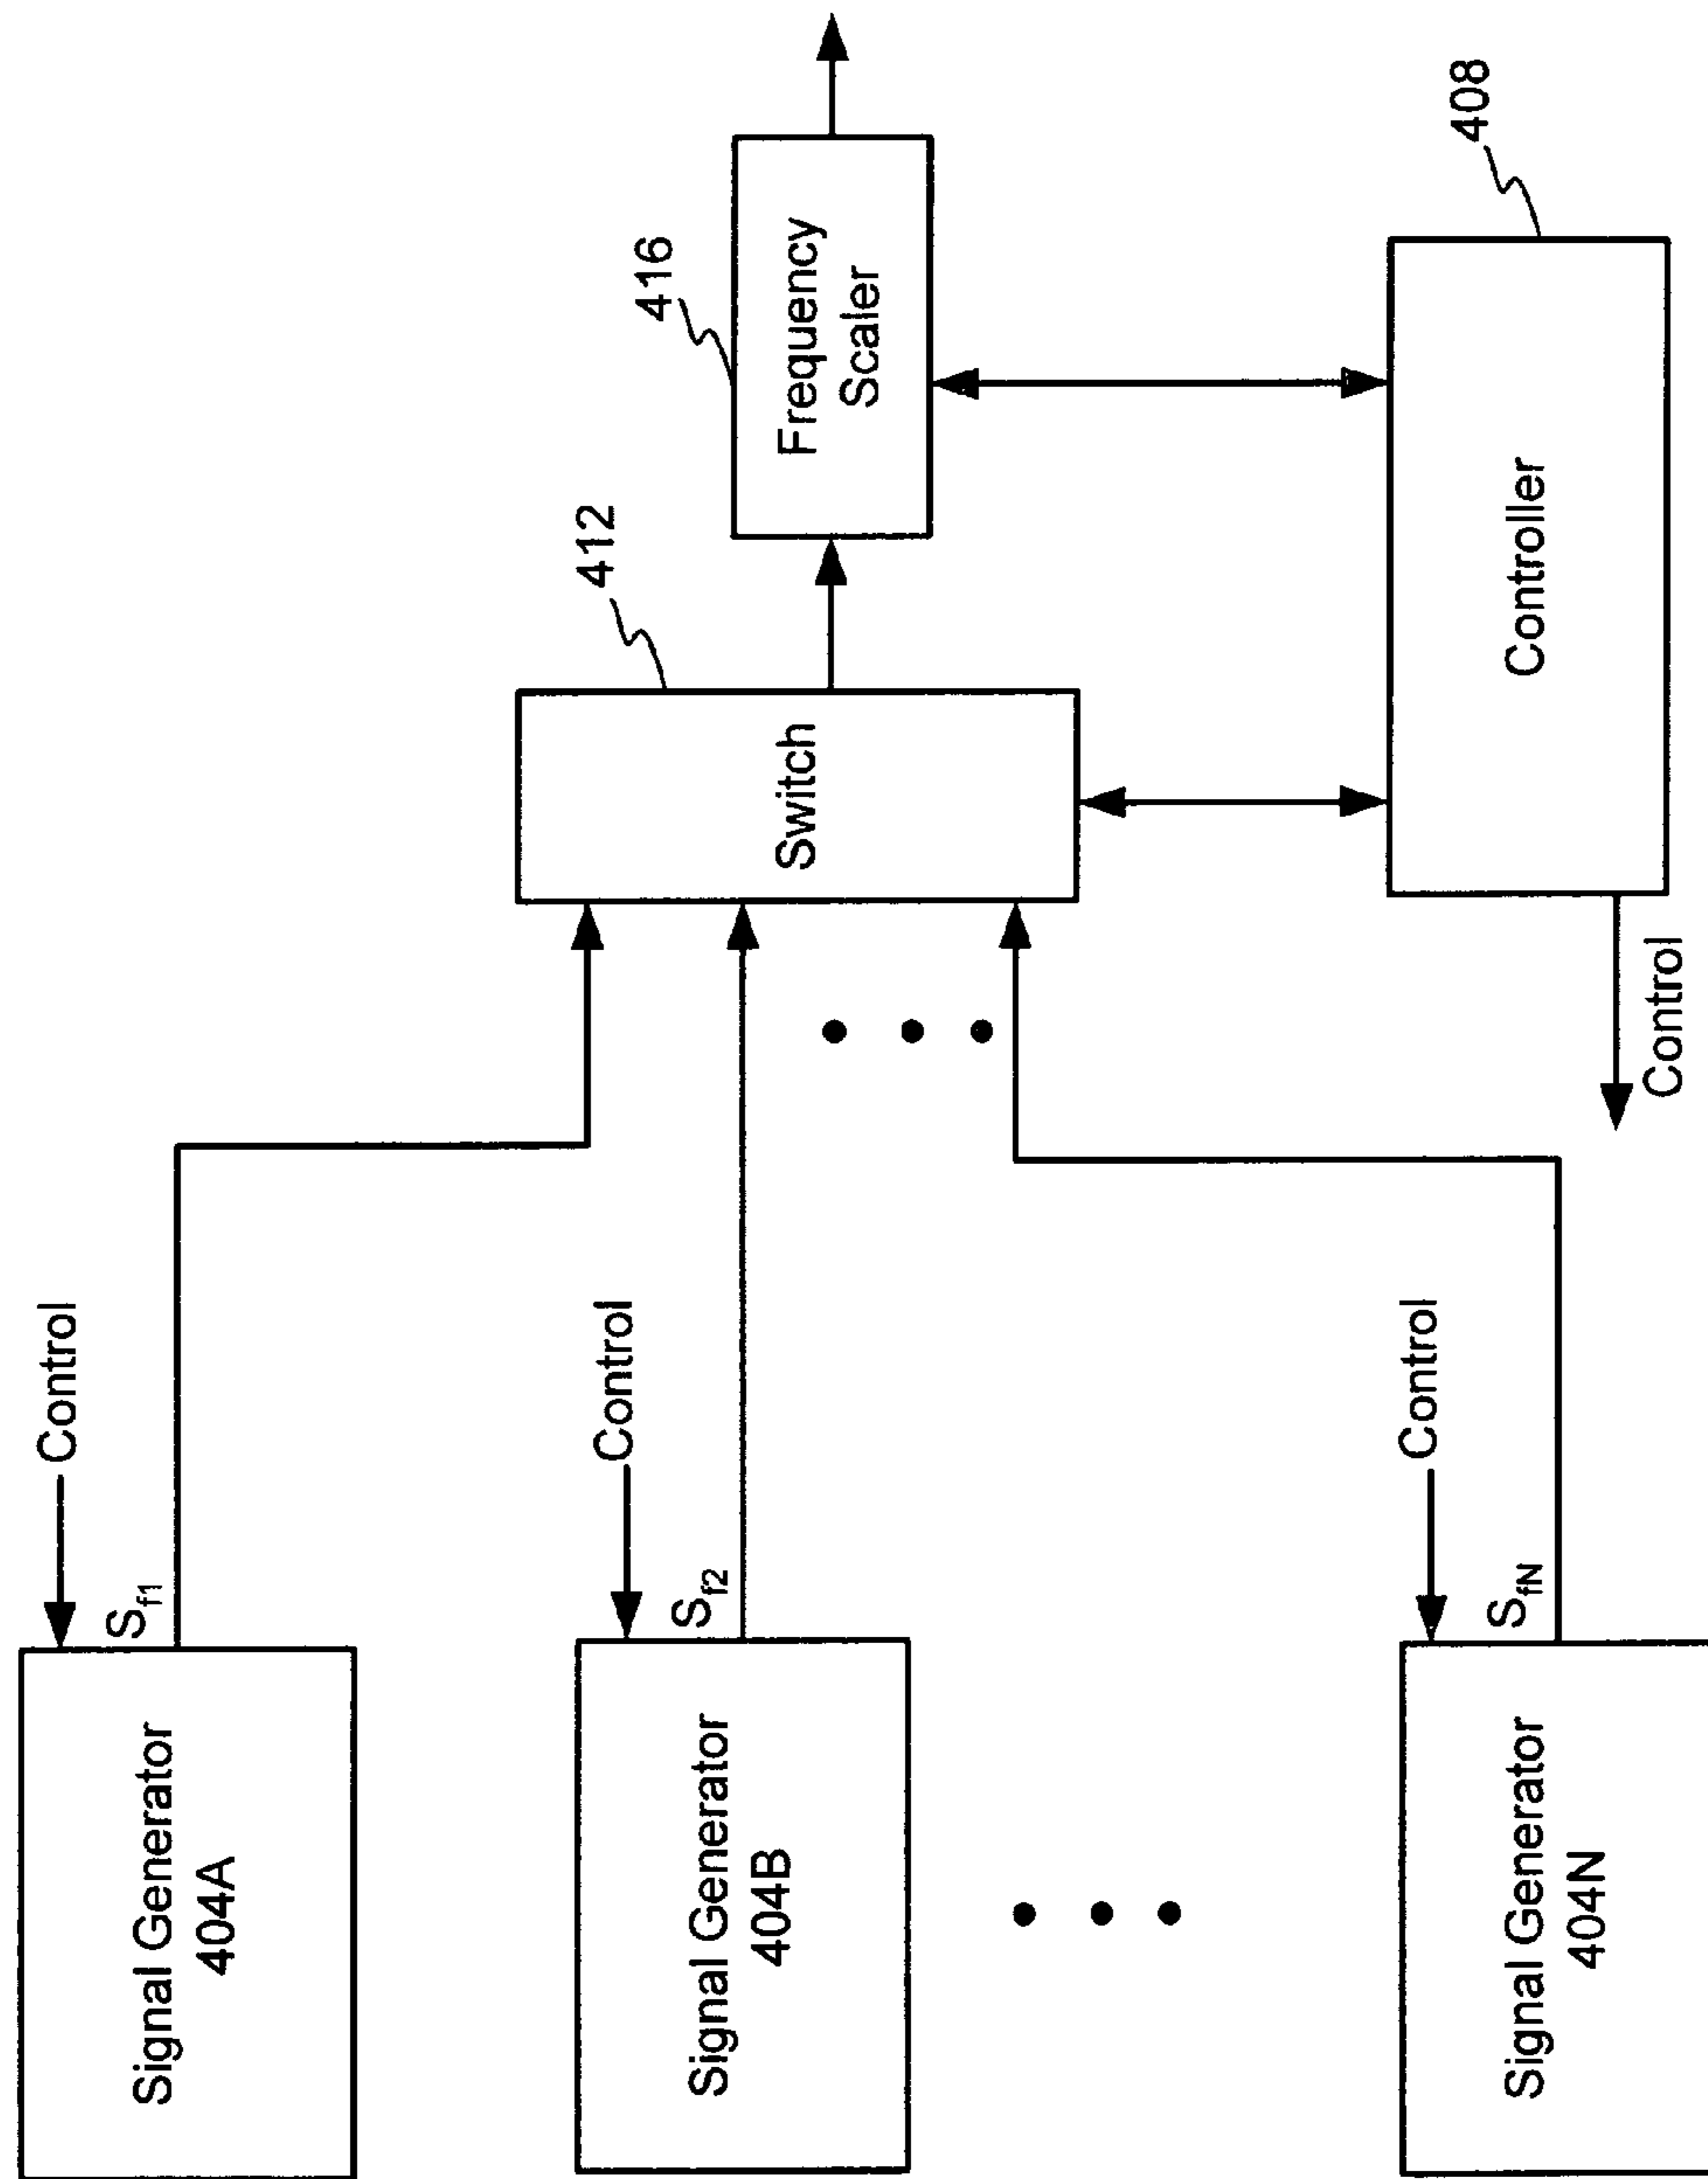 Control
Signal Generator
404A
S_f1
Control
Signal Generator
404B
S_f2
412
Switch
416
Frequency
Scaler
Control
Signal Generator
404N
S_fN
Controller
408
Control